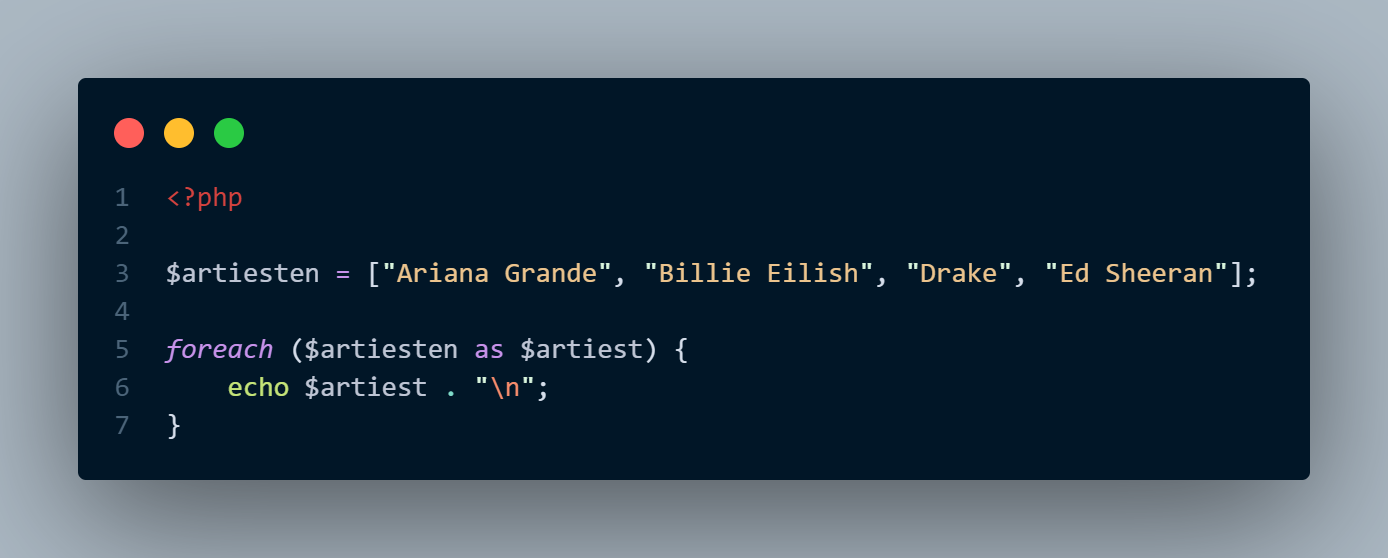 1 <?php
2
3 $artiesten = ["Ariana Grande", "Billie Eilish", "Drake", "Ed Sheeran"];
4
5 foreach ($artiesten as $artiest) {
6     echo $artiest . "\n";
7 }